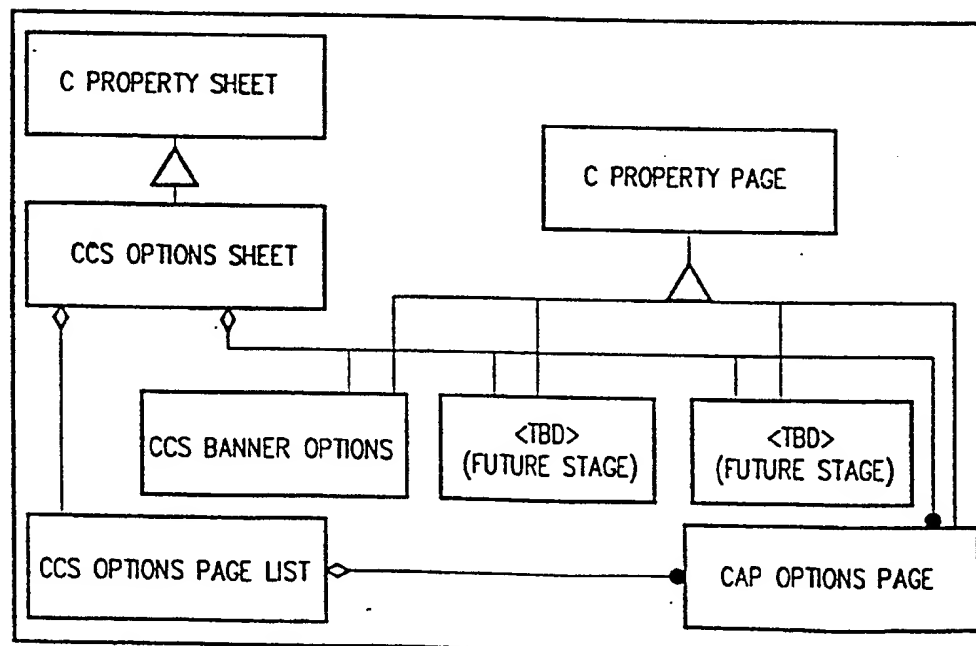 C PROPERTY SHEET
C PROPERTY PAGE
CCS OPTIONS SHEET
CCS BANNER OPTIONS
<TBD>
(FUTURE STAGE)
<TBD>
(FUTURE STAGE)
CCS OPTIONS PAGE LIST
CAP OPTIONS PAGE